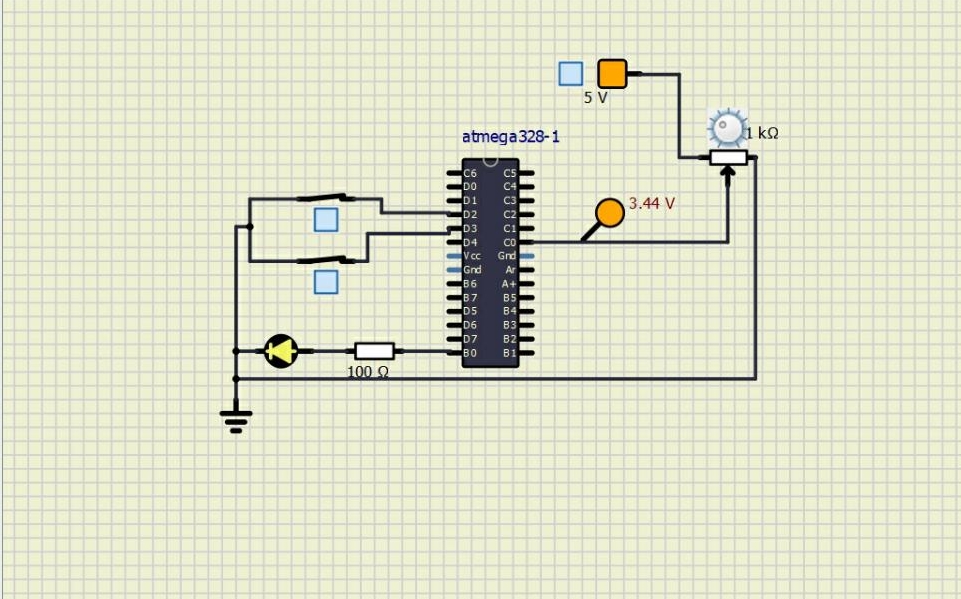 5 V
1 kΩ
atmega328-1
C6 C5
D0 C4
D1 C3
D2 C2
D3 C1
D4 C0
Vcc Gnd
Gnd Ar
B6 A+
B7 B5
D5 B4
D6 B3
D7 B2
B0 B1
3.44 V
100 Ω